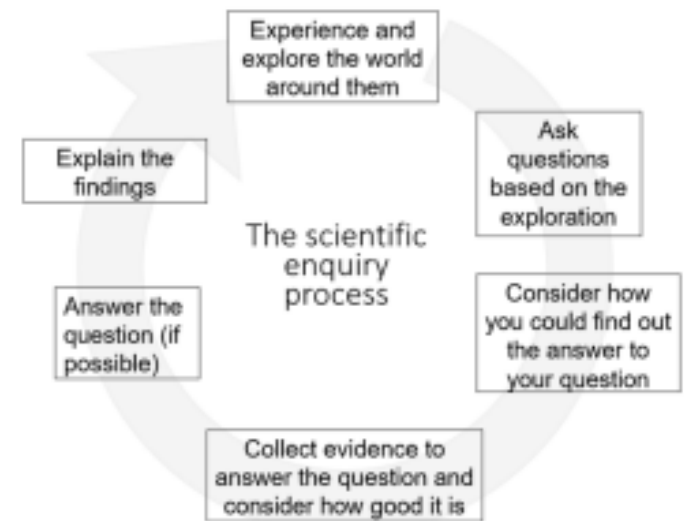 Experience and
explore the world
around them
Ask
questions
based on the
exploration
Consider how
you could find out
the answer to
your question
Collect evidence to
answer the question and
consider how good it is
Answer the
question (if
possible)
Explain the
findings
The scientific
enquiry
process